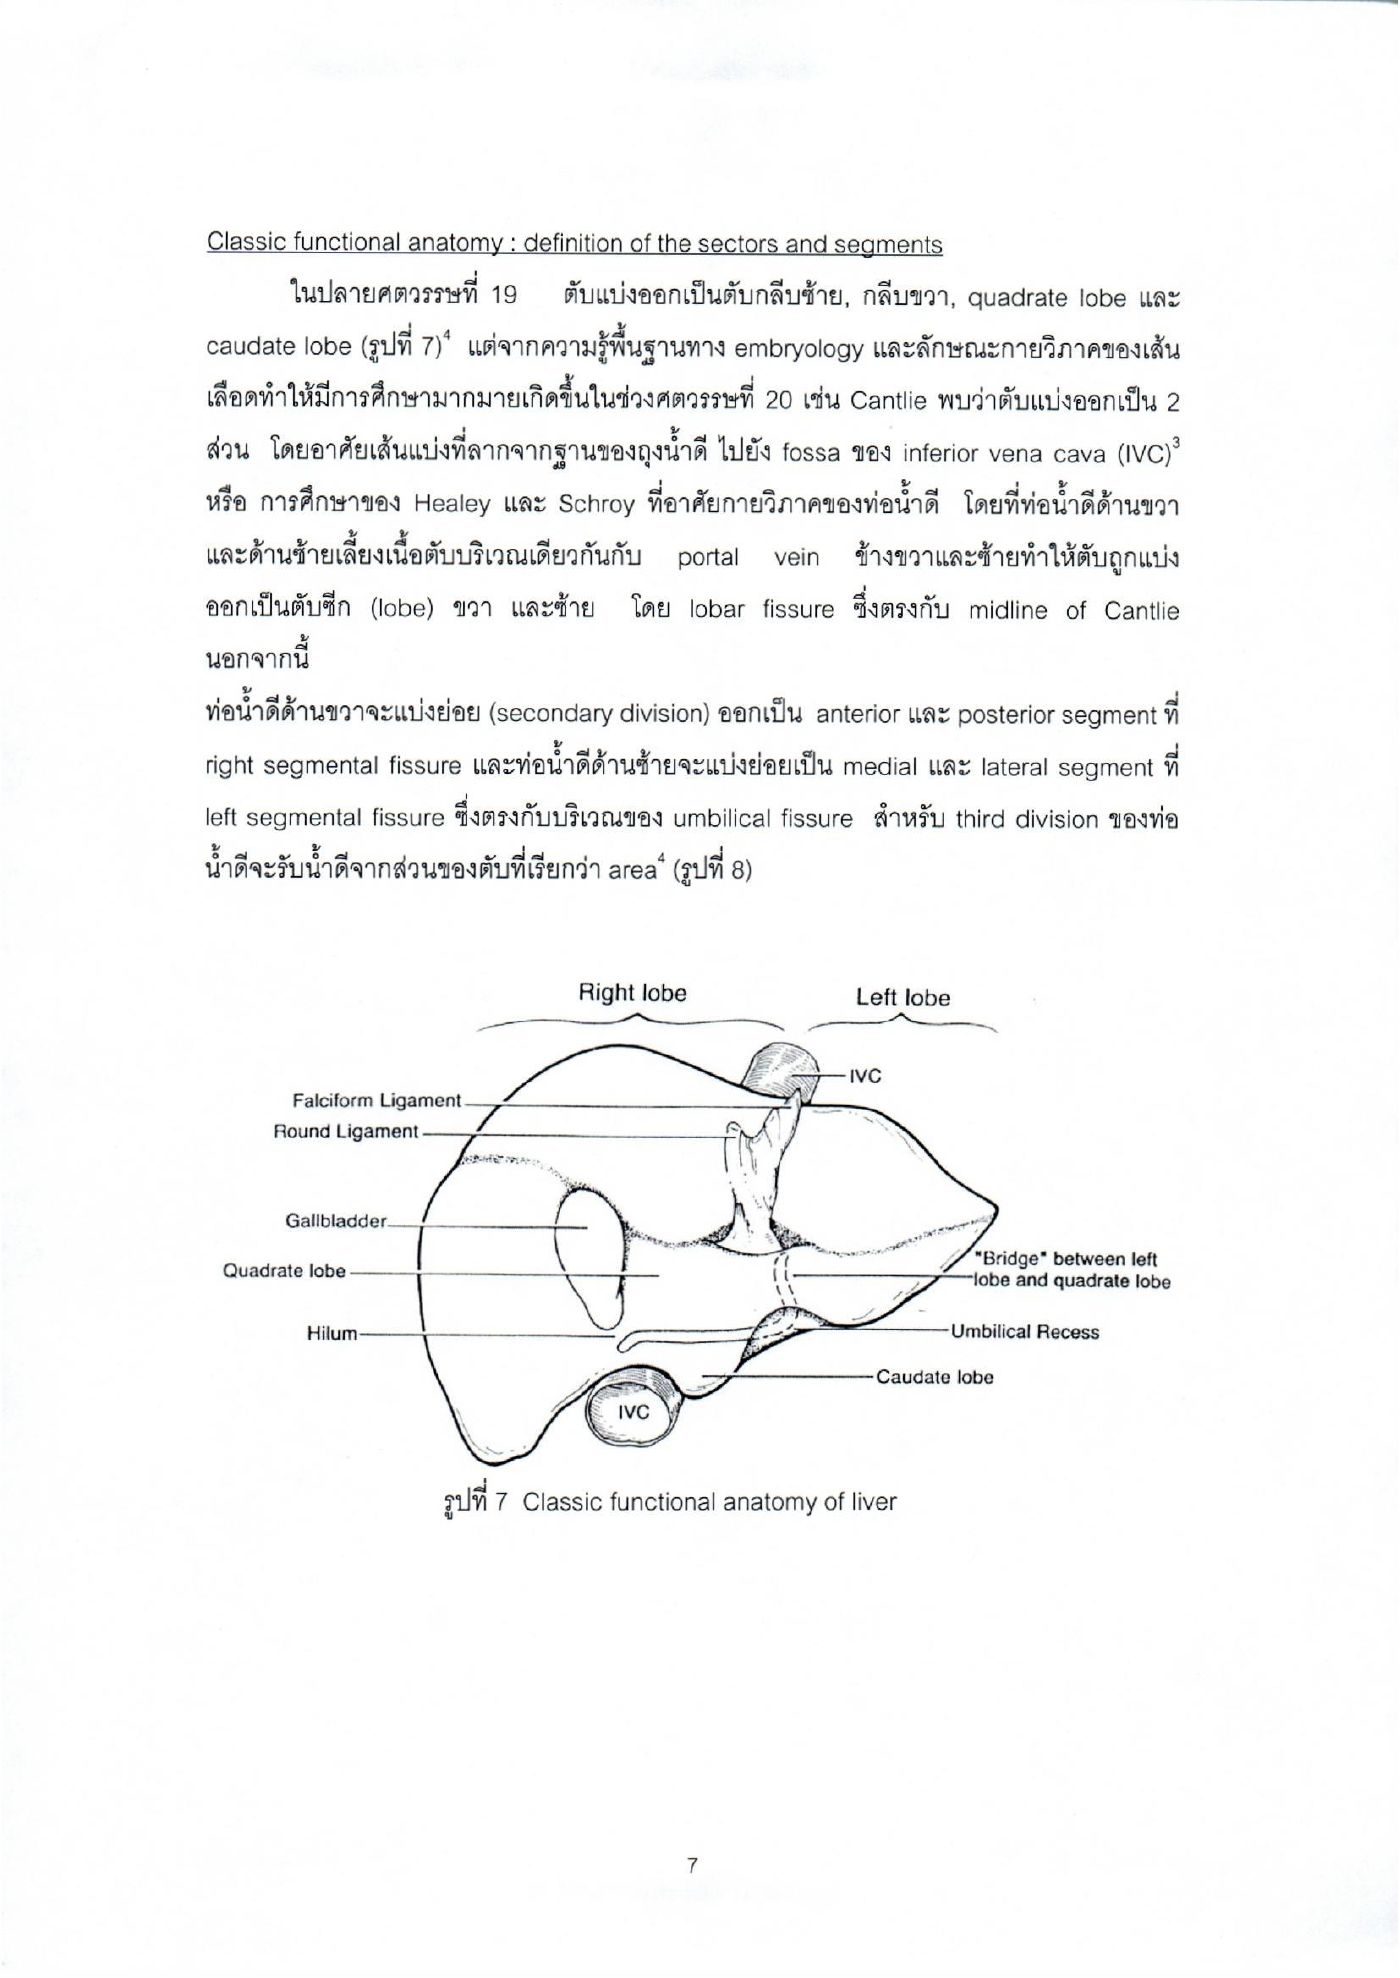 Classic functional anatomy : definition of the sectors and segments
ในปลายศตวรรษที่ 19 ตับแบ่งออกเป็นตับกลีบซ้าย, กลีบขวา, quadrate lobe และ
caudate lobe (รูปที่ 7)⁴ แต่จากความรู้พื้นฐานทาง embryology และลักษณะกายวิภาคของเส้น
เลือดทำให้มีการศึกษามากมายเกิดขึ้นในช่วงศตวรรษที่ 20 เช่น Cantlie พบว่าตับแบ่งออกเป็น 2
ส่วน โดยอาศัยเส้นแบ่งที่ลากจากฐานของถุงน้ำดี ไปยัง fossa ของ inferior vena cava (IVC)³
หรือ การศึกษาของ Healey และ Schroy ที่อาศัยกายวิภาคของท่อน้ำดี โดยที่ท่อน้ำดีด้านขวา
และด้านซ้ายเลี้ยงเนื้อตับบริเวณเดียวกันกับ portal vein ข้างขวาและซ้ายทำให้ตับถูกแบ่ง
ออกเป็นตับซีก (lobe) ขวา และซ้าย โดย lobar fissure ซึ่งตรงกับ midline of Cantlie
นอกจากนี้
ท่อน้ำดีด้านขวาจะแบ่งย่อย (secondary division) ออกเป็น anterior และ posterior segment ที่
right segmental fissure และท่อน้ำดีด้านซ้ายจะแบ่งย่อยเป็น medial และ lateral segment ที่
left segmental fissure ซึ่งตรงกับบริเวณของ umbilical fissure สำหรับ third division ของท่อ
น้ำดีจะรับน้ำดีจากส่วนของตับที่เรียกว่า area⁴ (รูปที่ 8)
Right lobe
Left lobe
IVC
Falciform Ligament
Round Ligament
Gallbladder
Quadrate lobe
"Bridge" between left
lobe and quadrate lobe
Hilum
Umbilical Recess
Caudate lobe
IVC
รูปที่ 7 Classic functional anatomy of liver
7